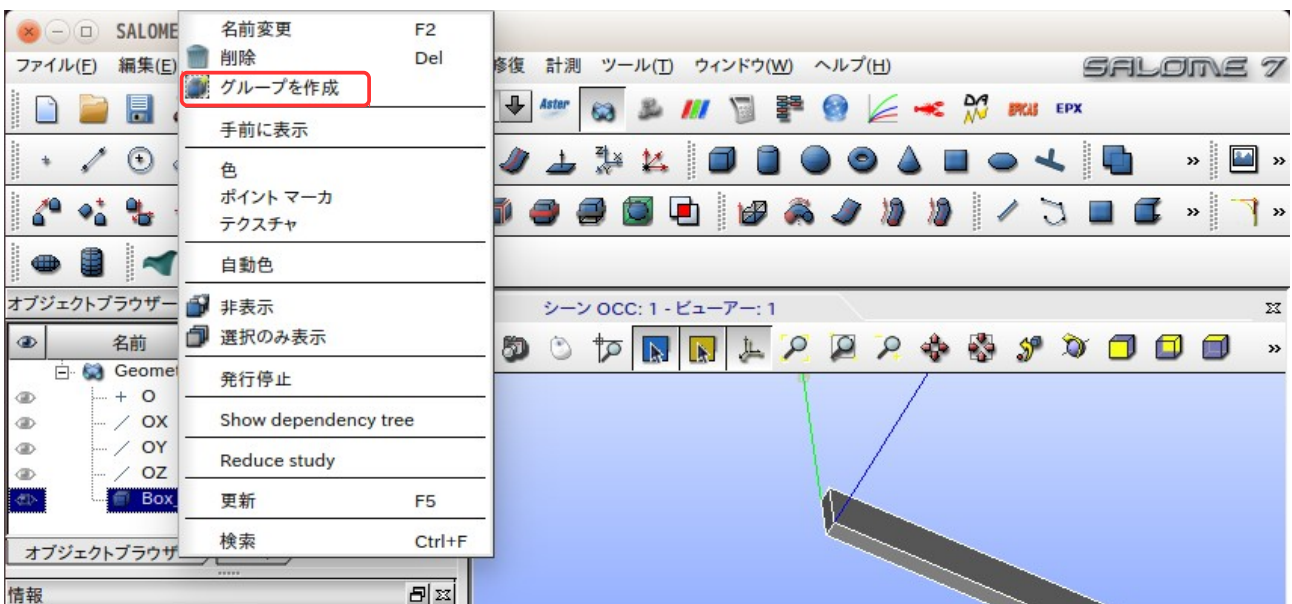 SALOME
ファイル(F) 編集(E)
修復 計測 ツール(T) ウィンドウ(W) ヘルプ(H)
SALOME 7
Aster
EPX
名前変更 F2
削除 Del
グループを作成
手前に表示
色
ポイント マーカ
テクスチャ
自動色
非表示
選択のみ表示
発行停止
Show dependency tree
Reduce study
更新 F5
検索 Ctrl+F
オブジェクトブラウザー
シーン OCC: 1 - ビューアー: 1
名前
Geomet
O
OX
OY
OZ
Box_
オブジェクトブラウザ
情報